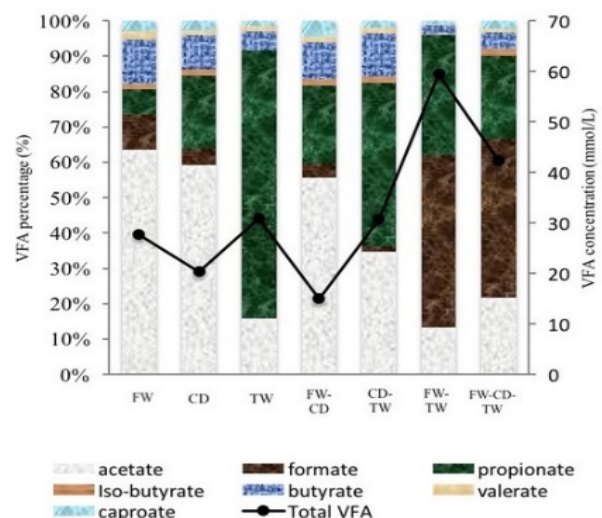 100% 70
90%
80% 60
70% 50
60% 40
50%
40% 30
30% 20
20%
10% 10
0% 0
VFA percentage (%)
VFA concentration (mmol/L)
FW CD TW FW-CD CD-TW FW-TW FW-CD-TW
acetate formate propionate
Iso-butyrate butyrate valerate
caproate Total VFA